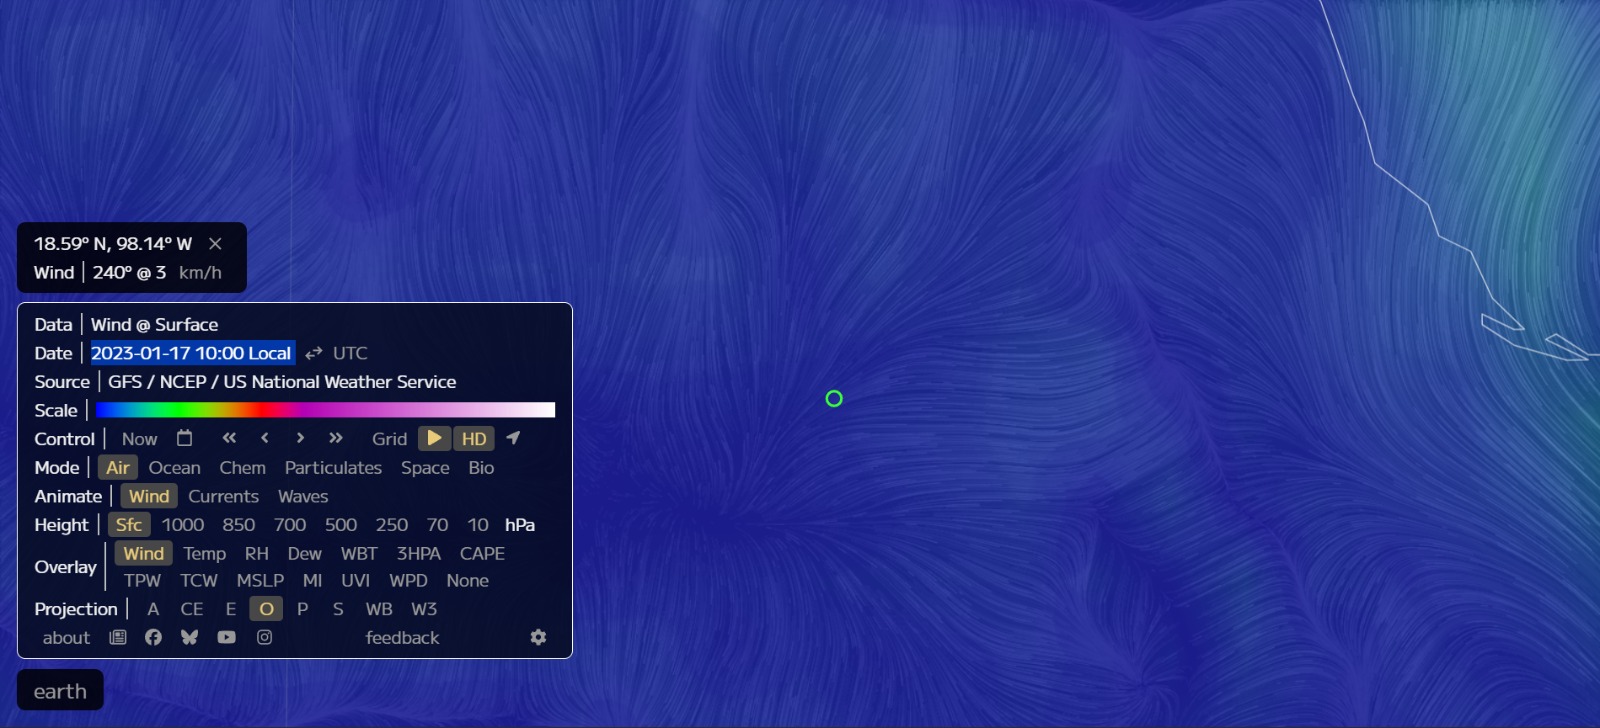 18.59° N, 98.14° W ×
Wind | 240° @ 3 km/h
Data | Wind @ Surface
Date | 2023-01-17 10:00 Local ⇄ UTC
Source | GFS / NCEP / US National Weather Service
Scale |
Control | Now « ‹ › » Grid HD
Mode | Air Ocean Chem Particulates Space Bio
Animate | Wind Currents Waves
Height | Sfc 1000 850 700 500 250 70 10 hPa
Overlay | Wind Temp RH Dew WBT 3HPA CAPE
TPW TCW MSLP MI UVI WPD None
Projection | A CE E O P S WB W3
about feedback
earth